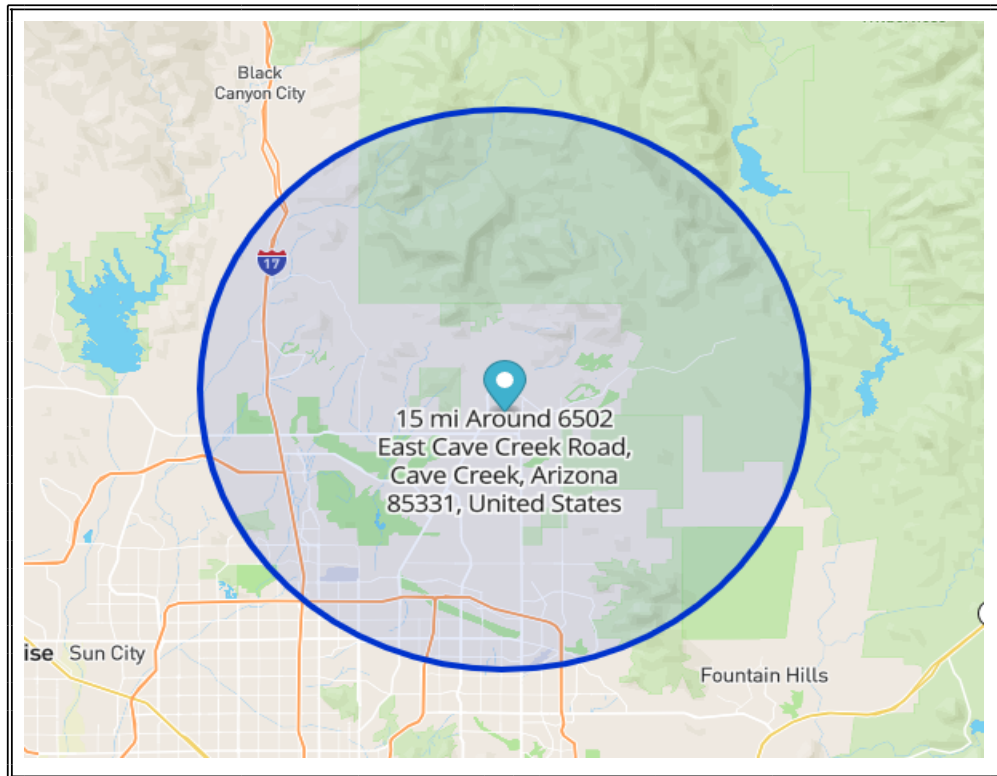 Black
Canyon City
17
15 mi Around 6502
East Cave Creek Road,
Cave Creek, Arizona
85331, United States
ise Sun City
Fountain Hills